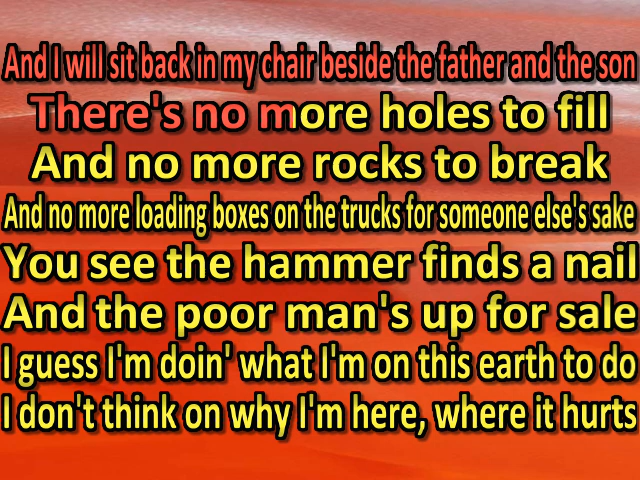 And I will sit back in my chair beside the father and the son
There's no more holes to fill
And no more rocks to break
And no more loading boxes on the trucks for someone else's sake
You see the hammer finds a nail
And the poor man's up for sale
I guess I'm doin' what I'm on this earth to do
I don't think on why I'm here, where it hurts